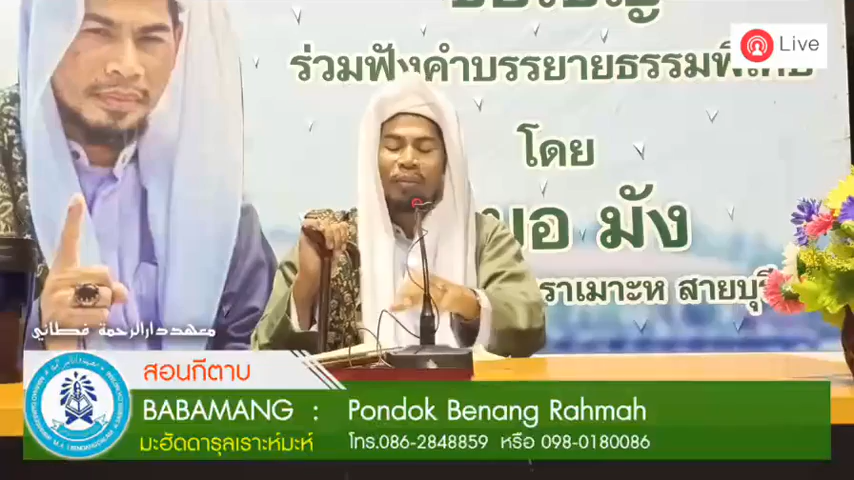 Live
ร่วมฟังคำบรรยายธรรมพิเศษ
โดย
บอ มัง
ราเมาะห สายบุรี
معهد دارالرحمة فطاني
สอนกีตาบ
BABAMANG : Pondok Benang Rahmah
มะฮัดดารุลเราะห์มะห์ โทร.086-2848859 หรือ 098-0180086